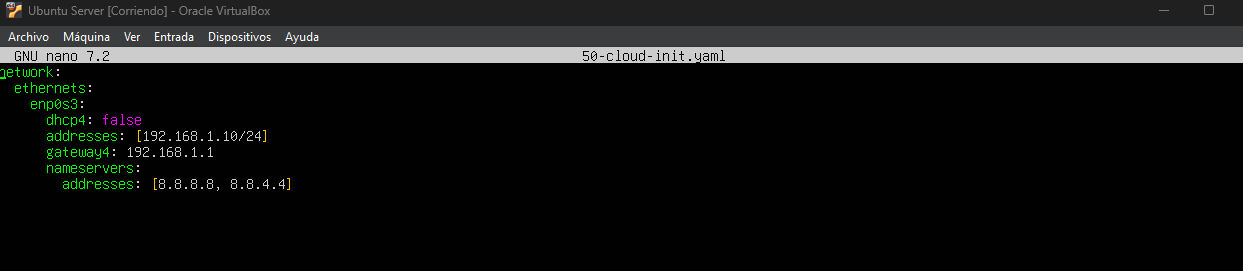 Ubuntu Server [Corriendo] - Oracle VirtualBox
Archivo Máquina Ver Entrada Dispositivos Ayuda
GNU nano 7.2 50-cloud-init.yaml
network:
  ethernets:
    enp0s3:
      dhcp4: false
      addresses: [192.168.1.10/24]
      gateway4: 192.168.1.1
      nameservers:
        addresses: [8.8.8.8, 8.8.4.4]